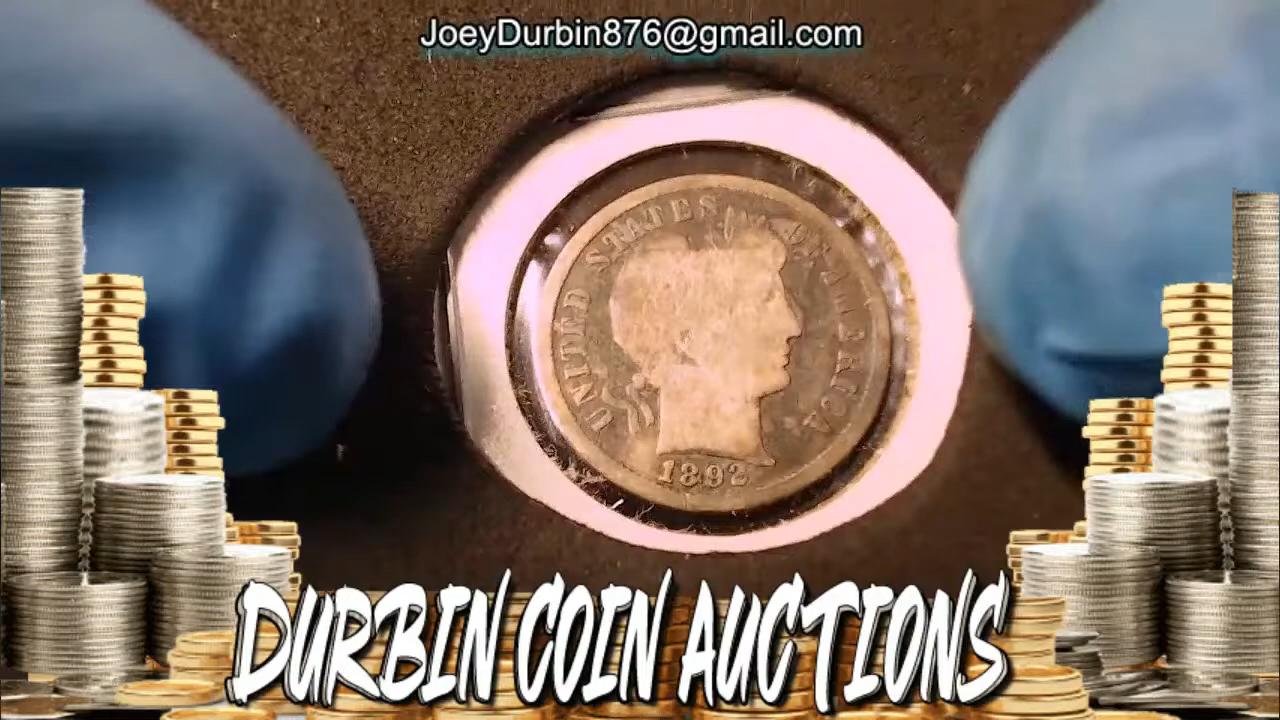 JoeyDurbin876@gmail.com
UNITED STATES OF AMERICA
1892
DURBIN COIN AUCTIONS